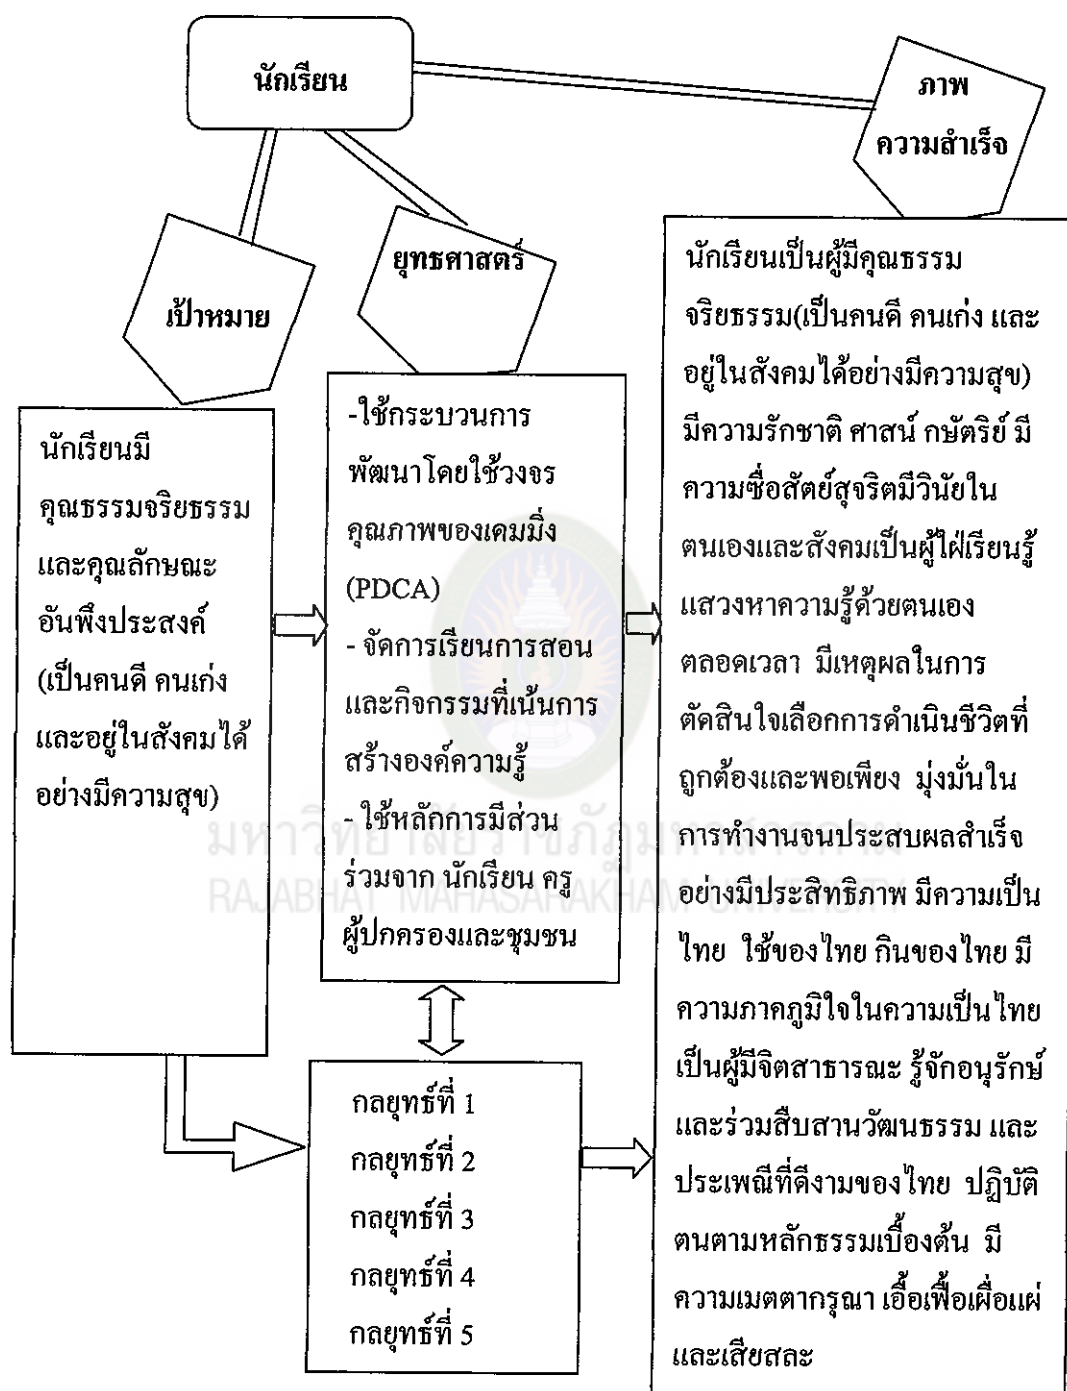 นักเรียน
ภาพ
ความสำเร็จ
เป้าหมาย
ยุทธศาสตร์
นักเรียนมี
คุณธรรมจริยธรรม
และคุณลักษณะ
อันพึงประสงค์
(เป็นคนดี คนเก่ง
และอยู่ในสังคมได้
อย่างมีความสุข)
-ใช้กระบวนการ
พัฒนาโดยใช้วงจร
คุณภาพของเดมมิ่ง
(PDCA)
- จัดการเรียนการสอน
และกิจกรรมที่เน้นการ
สร้างองค์ความรู้
- ใช้หลักการมีส่วน
ร่วมจาก นักเรียน ครู
ผู้ปกครองและชุมชน
กลยุทธ์ที่ 1
กลยุทธ์ที่ 2
กลยุทธ์ที่ 3
กลยุทธ์ที่ 4
กลยุทธ์ที่ 5
นักเรียนเป็นผู้มีคุณธรรม
จริยธรรม(เป็นคนดี คนเก่ง และ
อยู่ในสังคมได้อย่างมีความสุข)
มีความรักชาติ ศาสน์ กษัตริย์ มี
ความซื่อสัตย์สุจริตมีวินัยใน
ตนเองและสังคมเป็นผู้ใฝ่เรียนรู้
แสวงหาความรู้ด้วยตนเอง
ตลอดเวลา มีเหตุผลในการ
ตัดสินใจเลือกการดำเนินชีวิตที่
ถูกต้องและพอเพียง มุ่งมั่นใน
การทำงานจนประสบผลสำเร็จ
อย่างมีประสิทธิภาพ มีความเป็น
ไทย ใช้ของไทย กินของไทย มี
ความภาคภูมิใจในความเป็นไทย
เป็นผู้มีจิตสาธารณะ รู้จักอนุรักษ์
และร่วมสืบสานวัฒนธรรม และ
ประเพณีที่ดีงามของไทย ปฏิบัติ
ตนตามหลักธรรมเบื้องต้น มี
ความเมตตากรุณา เอื้อเฟื้อเผื่อแผ่
และเสียสละ
มหาวิทยาลัยราชภัฏมหาสารคาม
RAJABHAT MAHASARAKHAM UNIVERSITY